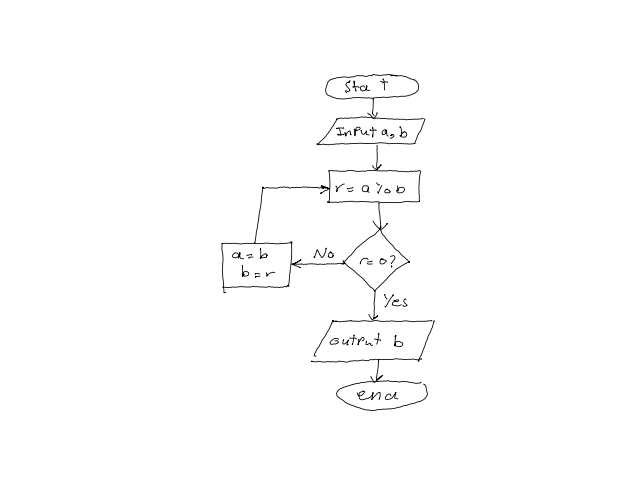 Sta t
Input a, b
r = a % b
a = b
b = r
No
r = 0?
Yes
output b
end